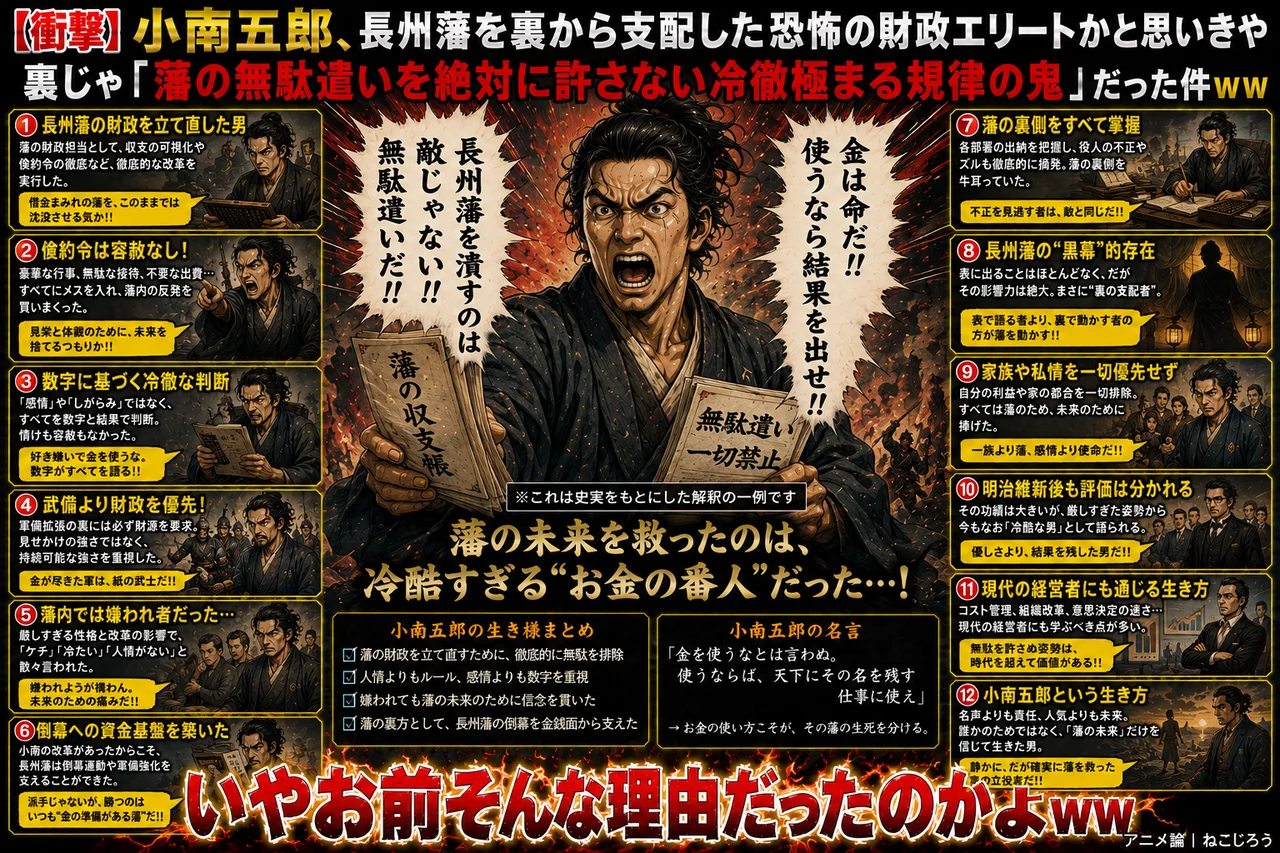 【衝撃】小南五郎、長州藩を裏から支配した恐怖の財政エリートかと思いきや
裏じゃ「藩の無駄遣いを絶対に許さない冷徹極まる規律の鬼」だった件ww
1 長州藩の財政を立て直した男
藩の財政担当として、収支の可視化や
倹約令の徹底など、徹底的な改革を
実行した。
借金まみれの藩を、このままでは
沈没させる気か!!
2 倹約令は容赦なし!
豪華な行事、無駄な接待、不要な出費…
すべてにメスを入れ、藩内の反発を
買いまくった。
見栄と体裁のために、未来を
捨てるつもりか!!
3 数字に基づく冷徹な判断
「感情」や「しがらみ」ではなく、
すべてを数字と結果で判断。
情けも容赦もなかった。
好き嫌いで金を使うな。
数字がすべてを語る!!
4 武備より財政を優先!
軍備拡張の裏には必ず財源を要求。
見せかけの強さではなく、
持続可能な強さを重視した。
金が尽きた軍は、紙の武士だ!!
5 藩内では嫌われ者だった…
厳しすぎる性格と改革の影響で、
「ケチ」「冷たい」「人情がない」と
散々言われた。
嫌われようが構わん。
未来のための痛みだ!!
6 倒幕への資金基盤を築いた
小南の改革があったからこそ、
長州藩は倒幕運動や軍備強化を
支えることができた。
派手じゃないが、勝つのは
いつも“金の準備がある藩”だ!!
長州藩を潰すのは
敵じゃない!!
無駄遣いだ!!
金は命だ!!
使うなら結果を出せ!!
藩の収支帳
無駄遣い
一切禁止
※これは史実をもとにした解釈の一例です
藩の未来を救ったのは、
冷酷すぎる“お金の番人”だった…!
小南五郎の生き様まとめ
藩の財政を立て直すために、徹底的に無駄を排除
人情よりもルール、感情よりも数字を重視
嫌われても藩の未来のために信念を貫いた
藩の裏方として、長州藩の倒幕を金銭面から支えた
小南五郎の名言
「金を使うなとは言わぬ。
使うならば、天下にその名を残す
仕事に使え」
→お金の使い方こそが、その藩の生死を分ける。
7 藩の裏側をすべて掌握
各部署の出納を把握し、役人の不正や
ズルも徹底的に摘発。藩の裏側を
牛耳っていた。
不正を見逃す者は、敵と同じだ!!
8 長州藩の“黒幕”的存在
表に出ることはほとんどなく、だが
その影響力は絶大。まさに“裏の支配者”。
表で語る者より、裏で動かす者の
方が藩を動かす!!
9 家族や私情を一切優先せず
自分の利益や家の都合を一切排除。
すべては藩のため、未来のために
捧げた。
一族より藩、感情より使命だ!!
10 明治維新後も評価は分かれる
その功績は大きいが、厳しすぎた姿勢から
今もなお「冷酷な男」として語られる。
優しさより、結果を残した男だ!!
11 現代の経営者にも通じる生き方
コスト管理、組織改革、意思決定の速さ…
現代の経営者にも学ぶべき点が多い。
無駄を許さぬ姿勢は、
時代を超えて価値がある!!
12 小南五郎という生き方
名声よりも責任、人気よりも未来。
誰かのためではなく、「藩の未来」だけを
信じて生きた男。
静かに、だが確実に藩を救った
の立役者だ!!
いやお前そんな理由だったのかよww
アニメ論｜ねこじろう